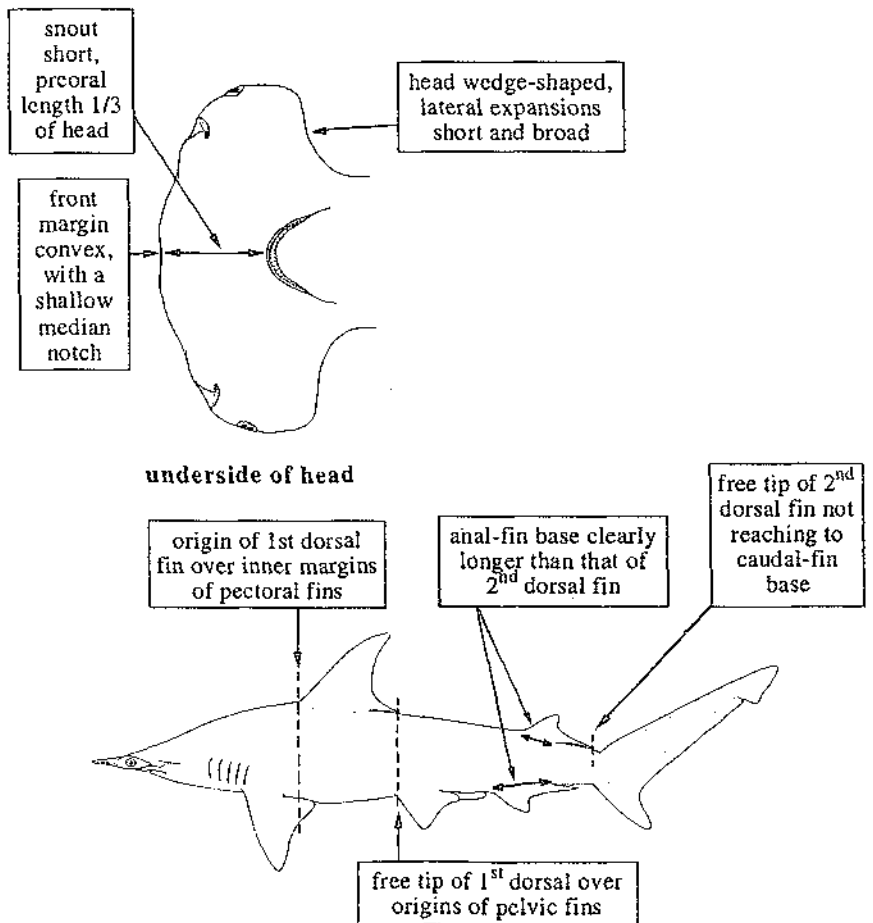 snout
short,
preoral
length 1/3
of head
head wedge-shaped,
lateral expansions
short and broad
front
margin
convex,
with a
shallow
median
notch
underside of head
origin of 1st dorsal
fin over inner margins
of pectoral fins
anal-fin base clearly
longer than that of
2nd dorsal fin
free tip of 2nd
dorsal fin not
reaching to
caudal-fin
base
free tip of 1st dorsal over
origins of pelvic fins